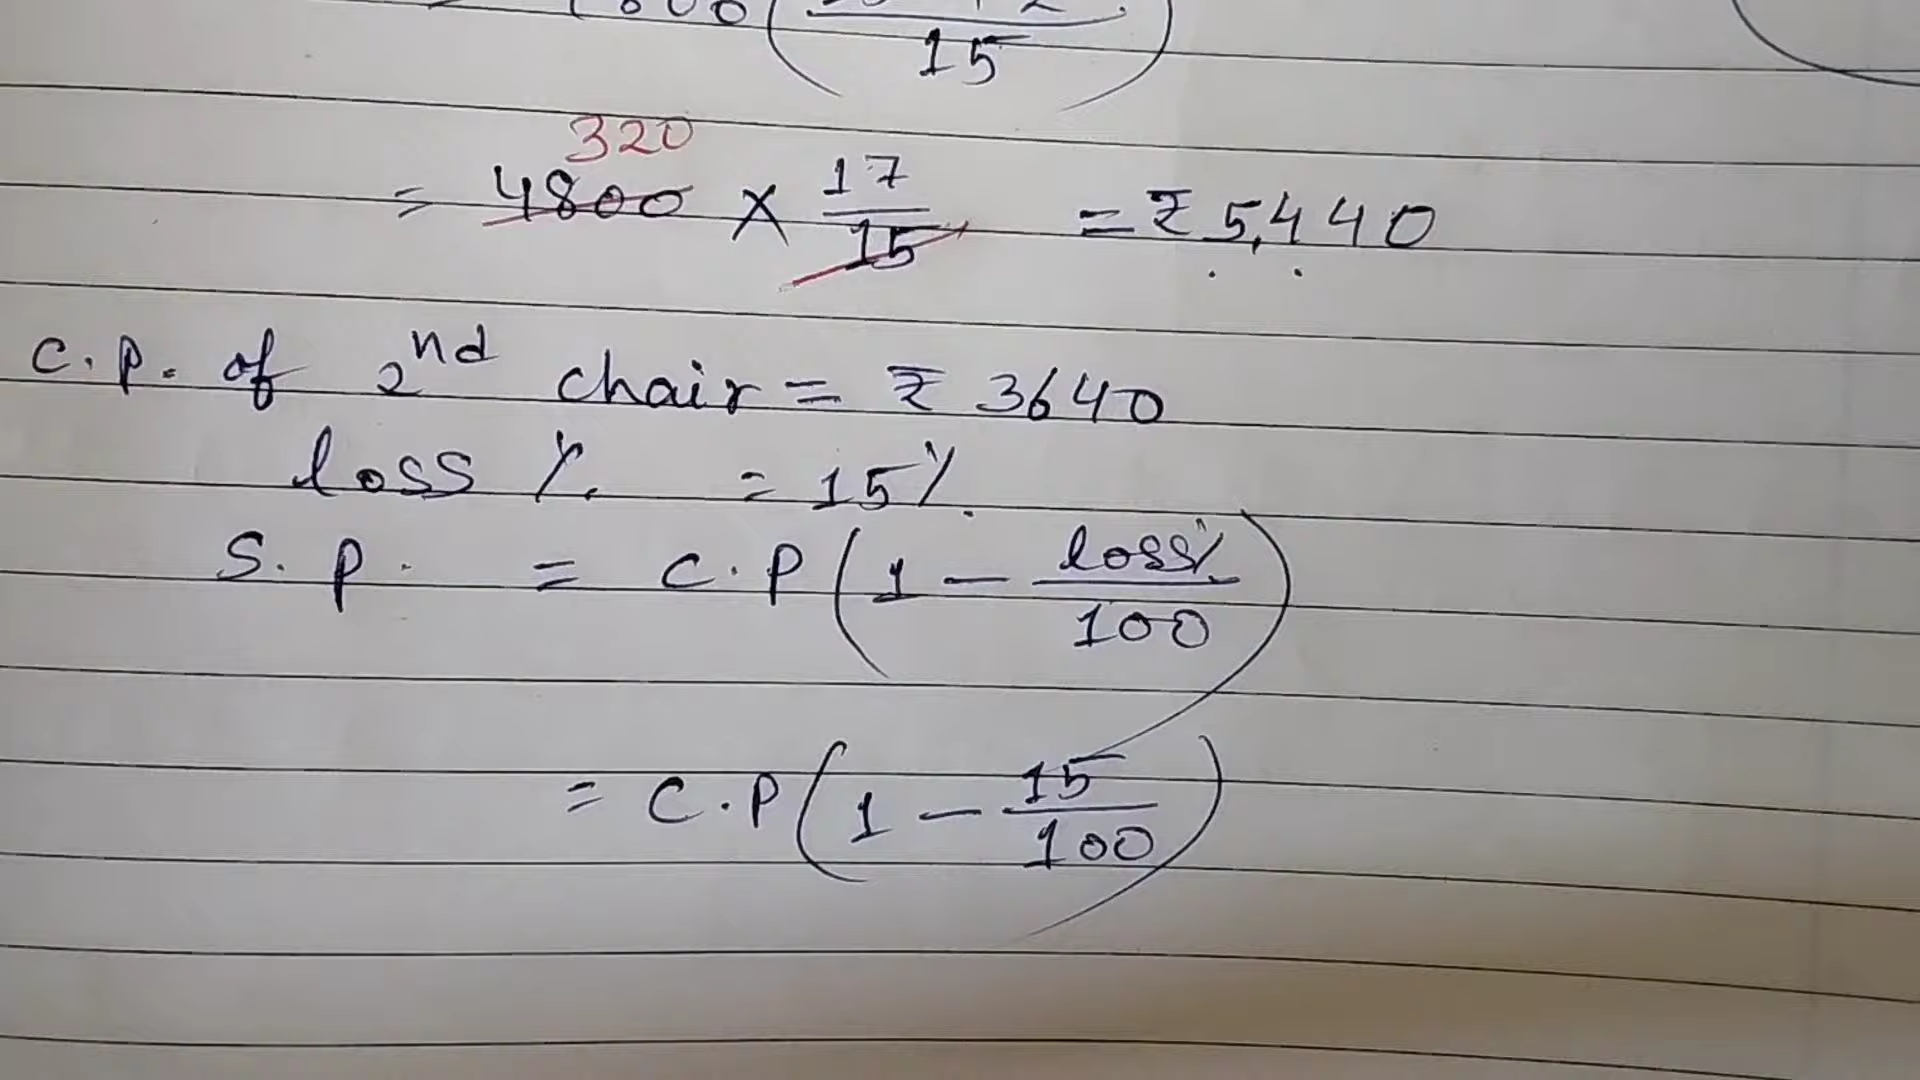 15
320
= 4800 × 17/15 = ₹ 5,440
C.P. of 2nd chair = ₹ 3640
loss % = 15%
S.P. = C.P(1 - loss%/100)
= C.P(1 - 15/100)